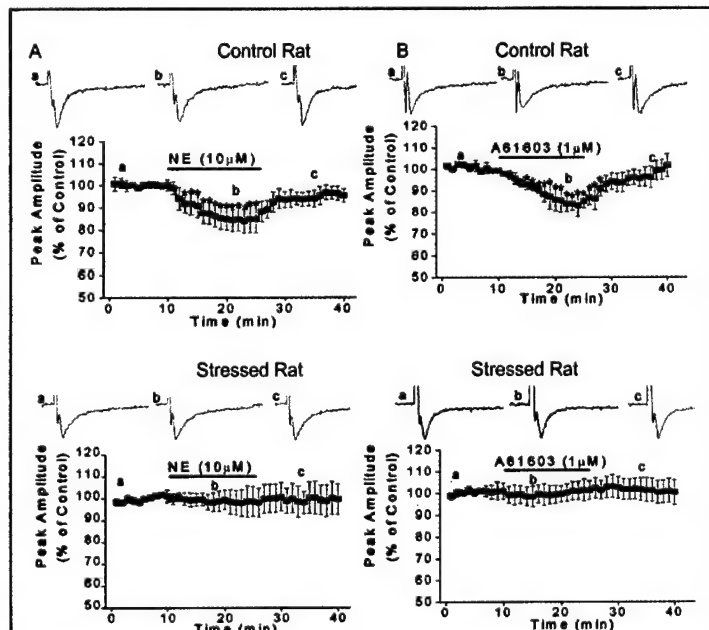 A
Control Rat
a
b
c
Peak Amplitude
(% of Control)
120
110
100
90
80
70
60
50
a
NE (10μM)
b
c
0
10
20
30
40
Time (min)
B
Control Rat
a
b
c
Peak Amplitude
(% of Control)
120
110
100
90
80
70
60
50
a
A61603 (1μM)
b
c
0
10
20
30
40
Time (min)
Stressed Rat
a
b
c
Peak Amplitude
(% of Control)
120
110
100
90
80
70
60
50
a
NE (10μM)
b
c
0
10
20
30
40
Time (min)
Stressed Rat
a
b
c
Peak Amplitude
(% of Control)
120
110
100
90
80
70
60
50
a
A61603 (1μM)
b
c
0
10
20
30
40
Time (min)